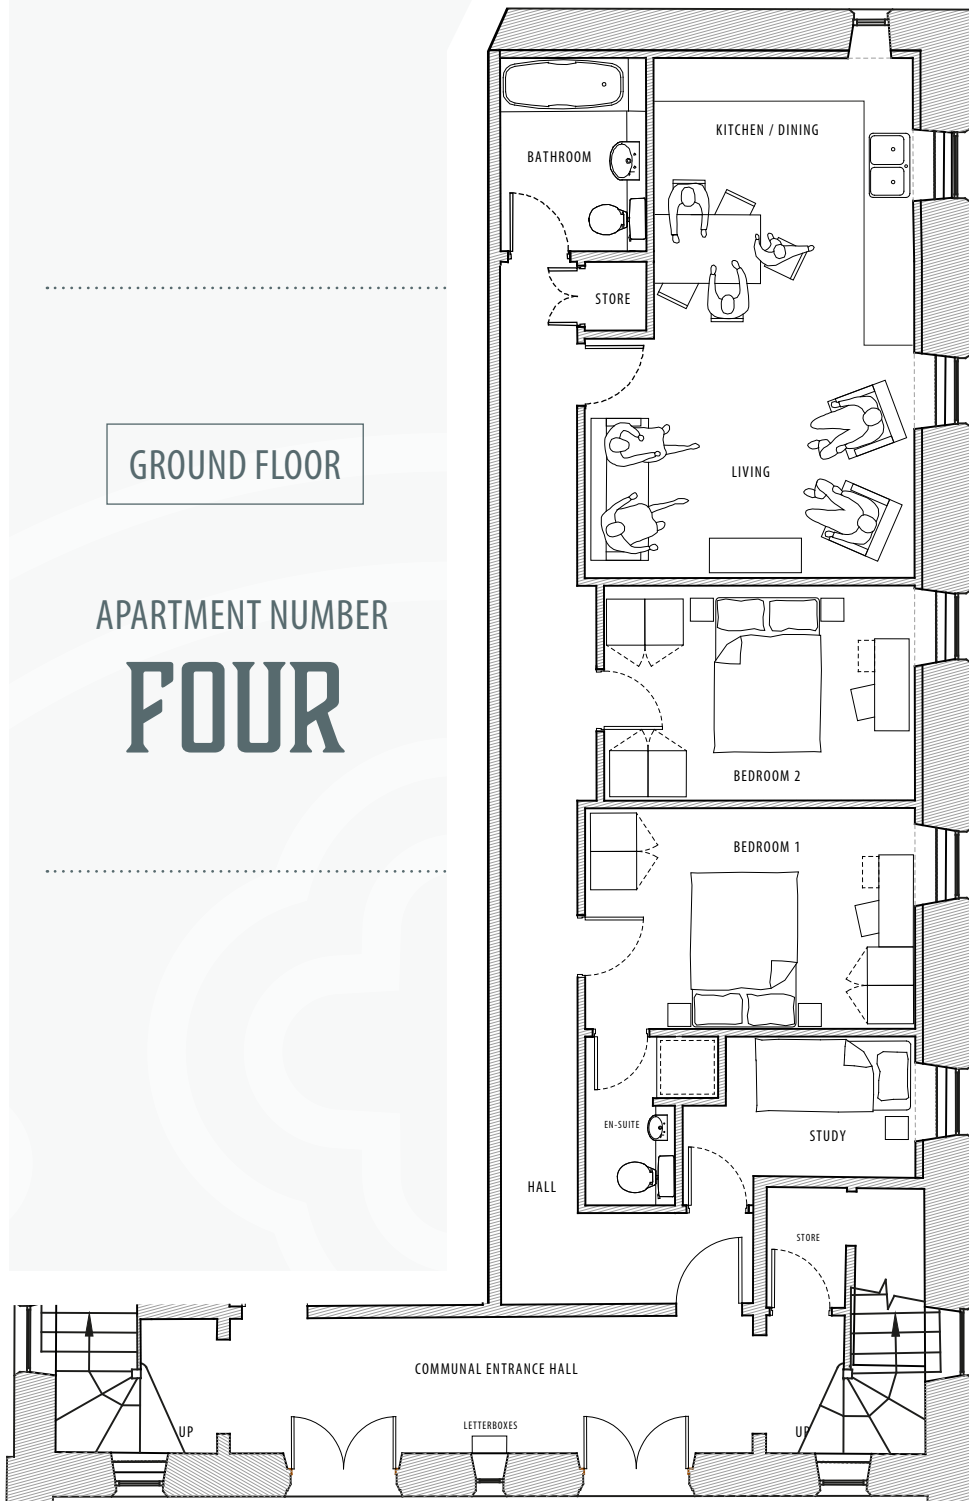 GROUND FLOOR
APARTMENT NUMBER
FOUR
KITCHEN / DINING
BATHROOM
STORE
LIVING
BEDROOM 2
BEDROOM 1
EN-SUITE
STUDY
HALL
STORE
COMMUNAL ENTRANCE HALL
LETTERBOXES
UP
UP